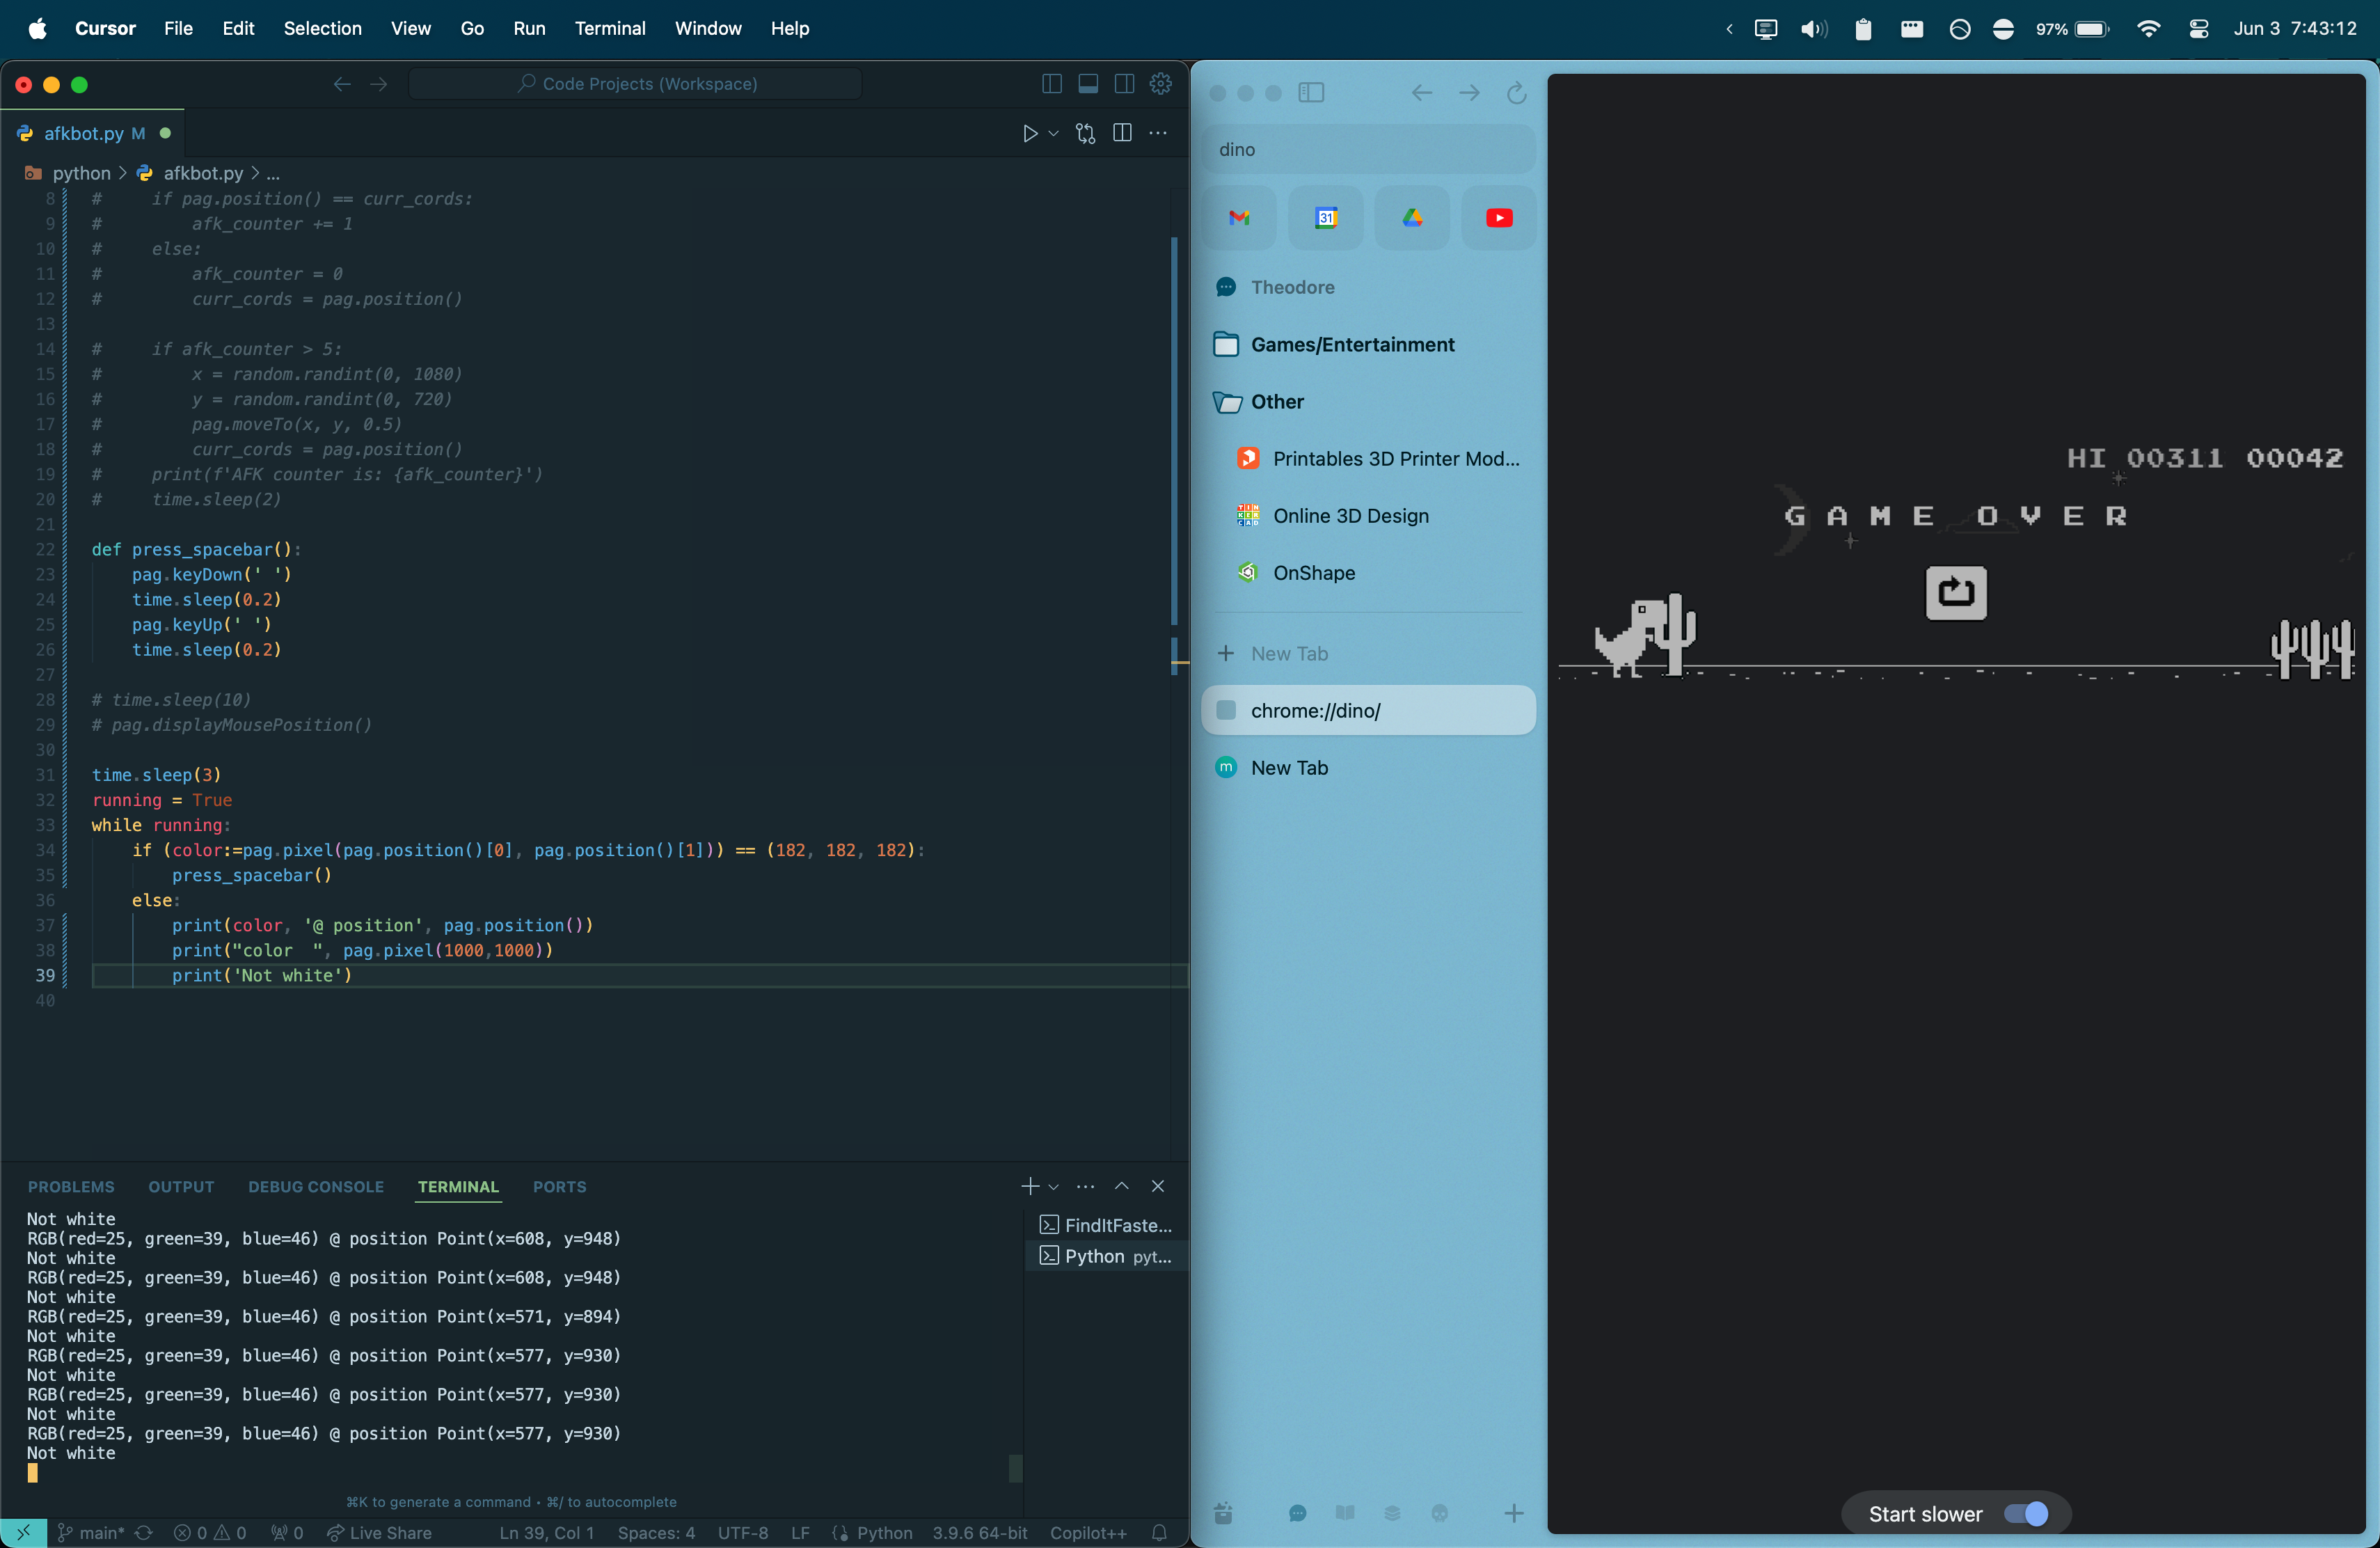 Cursor File Edit Selection View Go Run Terminal Window Help
97% Jun 3 7:43:12
Code Projects (Workspace)
afkbot.py M
python > afkbot.py > ...
8 #     if pag.position() == curr_cords:
9 #         afk_counter += 1
10 #     else:
11 #         afk_counter = 0
12 #         curr_cords = pag.position()
13
14 #     if afk_counter > 5:
15 #         x = random.randint(0, 1080)
16 #         y = random.randint(0, 720)
17 #         pag.moveTo(x, y, 0.5)
18 #         curr_cords = pag.position()
19 #     print(f'AFK counter is: {afk_counter}')
20 #     time.sleep(2)
21
22 def press_spacebar():
23     pag.keyDown(' ')
24     time.sleep(0.2)
25     pag.keyUp(' ')
26     time.sleep(0.2)
27
28 # time.sleep(10)
29 # pag.displayMousePosition()
30
31 time.sleep(3)
32 running = True
33 while running:
34     if (color:=pag.pixel(pag.position()[0], pag.position()[1])) == (182, 182, 182):
35         press_spacebar()
36     else:
37         print(color, '@ position', pag.position())
38         print("color  ", pag.pixel(1000,1000))
39         print('Not white')
40
PROBLEMS OUTPUT DEBUG CONSOLE TERMINAL PORTS
Not white
RGB(red=25, green=39, blue=46) @ position Point(x=608, y=948)
Not white
RGB(red=25, green=39, blue=46) @ position Point(x=608, y=948)
Not white
RGB(red=25, green=39, blue=46) @ position Point(x=571, y=894)
Not white
RGB(red=25, green=39, blue=46) @ position Point(x=577, y=930)
Not white
RGB(red=25, green=39, blue=46) @ position Point(x=577, y=930)
Not white
RGB(red=25, green=39, blue=46) @ position Point(x=577, y=930)
Not white
FindItFaste...
Python pyt...
⌘K to generate a command • ⌘/ to autocomplete
main* 0 0 0 Live Share Ln 39, Col 1 Spaces: 4 UTF-8 LF Python 3.9.6 64-bit Copilot++
dino
31
Theodore
Games/Entertainment
Other
Printables 3D Printer Mod...
TIN
KER
CAD
Online 3D Design
OnShape
New Tab
chrome://dino/
m
New Tab
HI 00311 00042
GAME OVER
Start slower